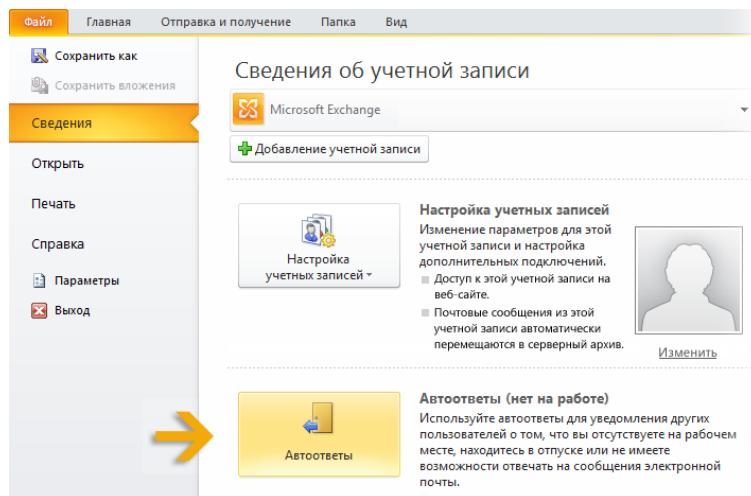 Файл Главная Отправка и получение Папка Вид
Сохранить как
Сохранить вложения
Сведения
Открыть
Печать
Справка
Параметры
Выход
Сведения об учетной записи
Microsoft Exchange
Добавление учетной записи
Настройка
учетных записей
Настройка учетных записей
Изменение параметров для этой
учетной записи и настройка
дополнительных подключений.
Доступ к этой учетной записи на
веб-сайте.
Почтовые сообщения из этой
учетной записи автоматически
перемещаются в серверный архив.
Изменить
Автоответы
Автоответы (нет на работе)
Используйте автоответы для уведомления других
пользователей о том, что вы отсутствуете на рабочем
месте, находитесь в отпуске или не имеете
возможности отвечать на сообщения электронной
почты.